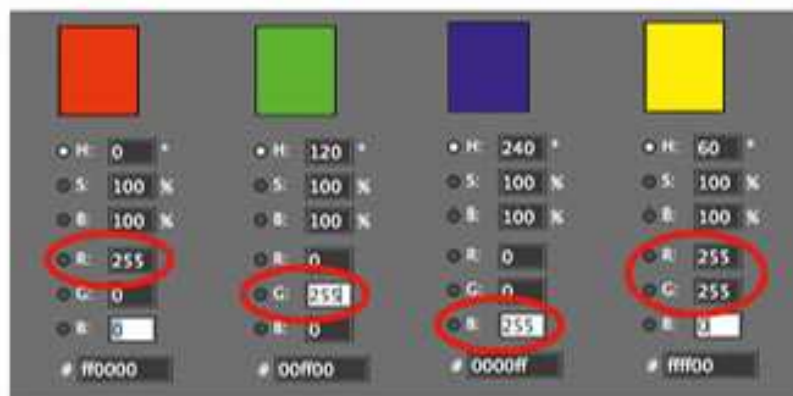 H: 0 °
S: 100 %
B: 100 %
R: 255
G: 0
B: 0
# ff0000
H: 120 °
S: 100 %
B: 100 %
R: 0
G: 255
B: 0
# 00ff00
H: 240 °
S: 100 %
B: 100 %
R: 0
G: 0
B: 255
# 0000ff
H: 60 °
S: 100 %
B: 100 %
R: 255
G: 255
B: 0
# ffff00